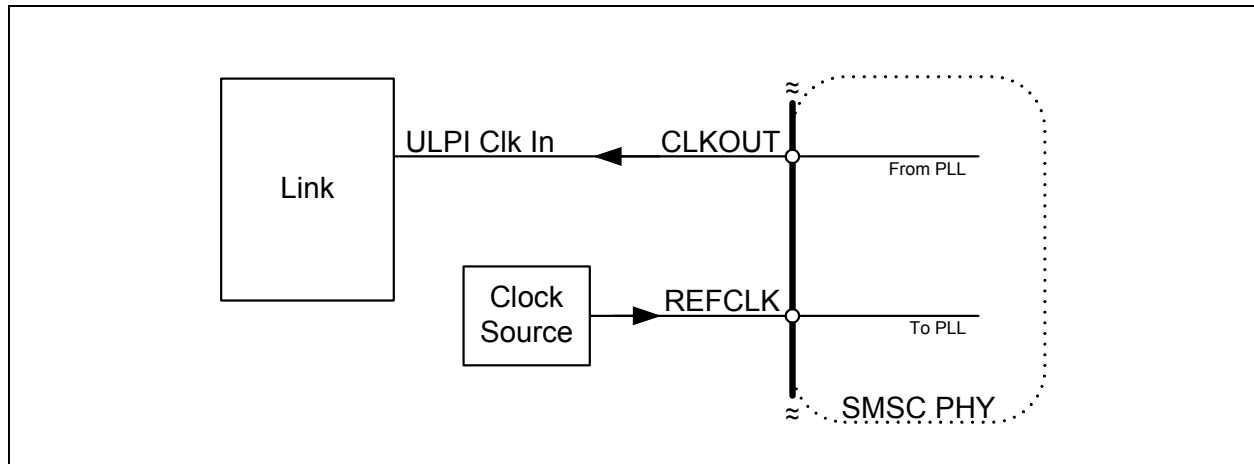 ULPI Clk In
CLKOUT
From PLL
Link
Clock
Source
REFCLK
To PLL
SMSC PHY